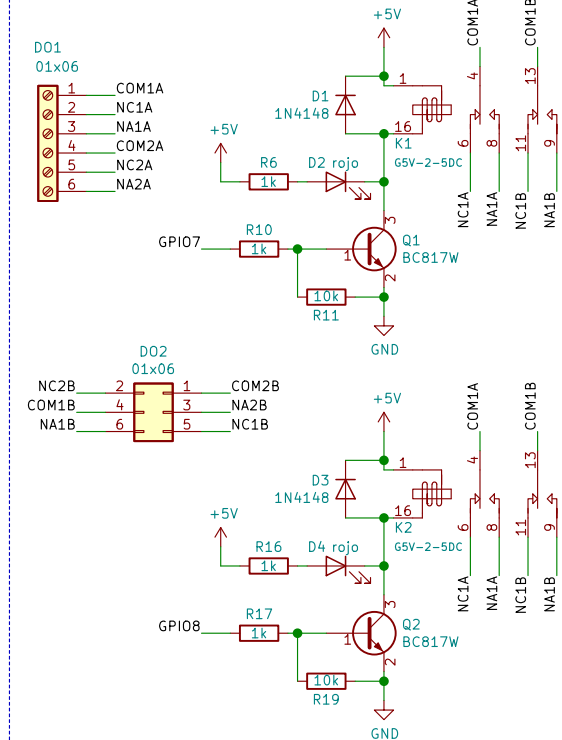 DO1
01x06
1 COM1A
2 NC1A
3 NA1A
4 COM2A
5 NC2A
6 NA2A
+5V
D1
1N4148
1
16
K1
G5V-2-5DC
+5V
R6
1k
D2 rojo
GPIO7
R10
1k
1
3
Q1
BC817W
2
10k
R11
GND
COM1A
4
6
8
NC1A
NA1A
COM1B
13
11
9
NC1B
NA1B
DO2
01x06
NC2B 2 1 COM2B
COM1B 4 3 NA2B
NA1B 6 5 NC1B
+5V
D3
1N4148
1
16
K2
G5V-2-5DC
+5V
R16
1k
D4 rojo
GPIO8
R17
1k
1
3
Q2
BC817W
2
10k
R19
GND
COM1A
4
6
8
NC1A
NA1A
COM1B
13
11
9
NC1B
NA1B